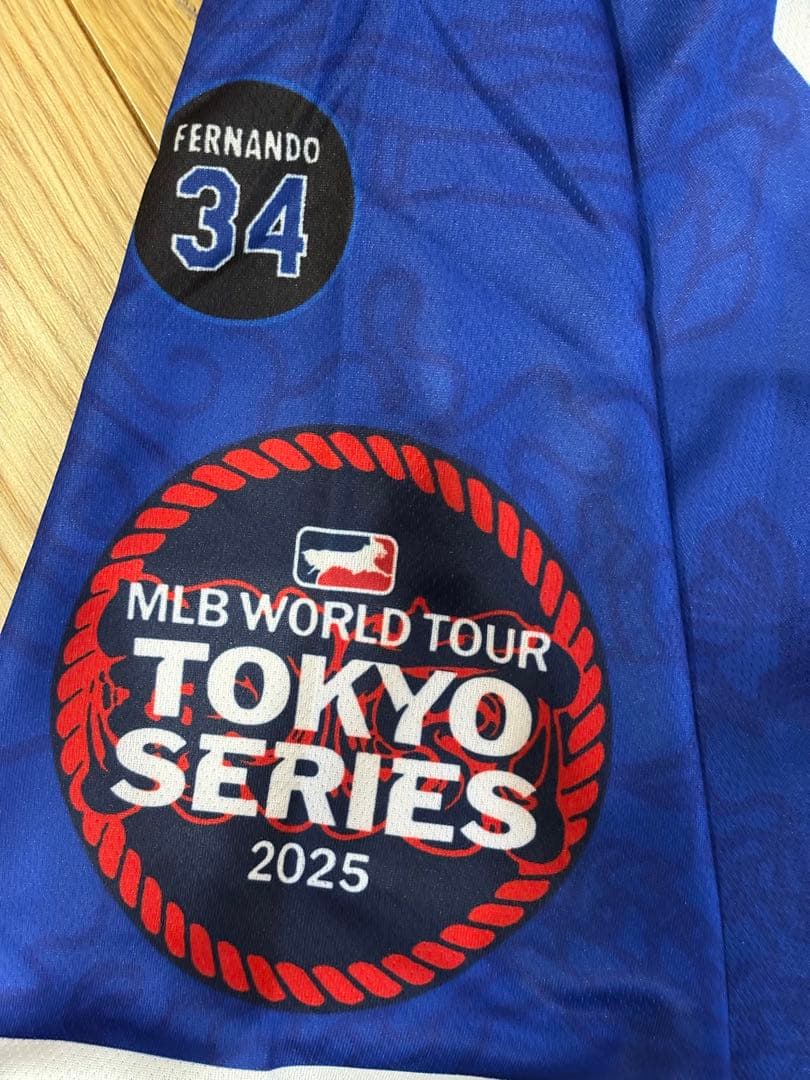 FERNANDO
34
MLB WORLD TOUR
TOKYO
SERIES
2025